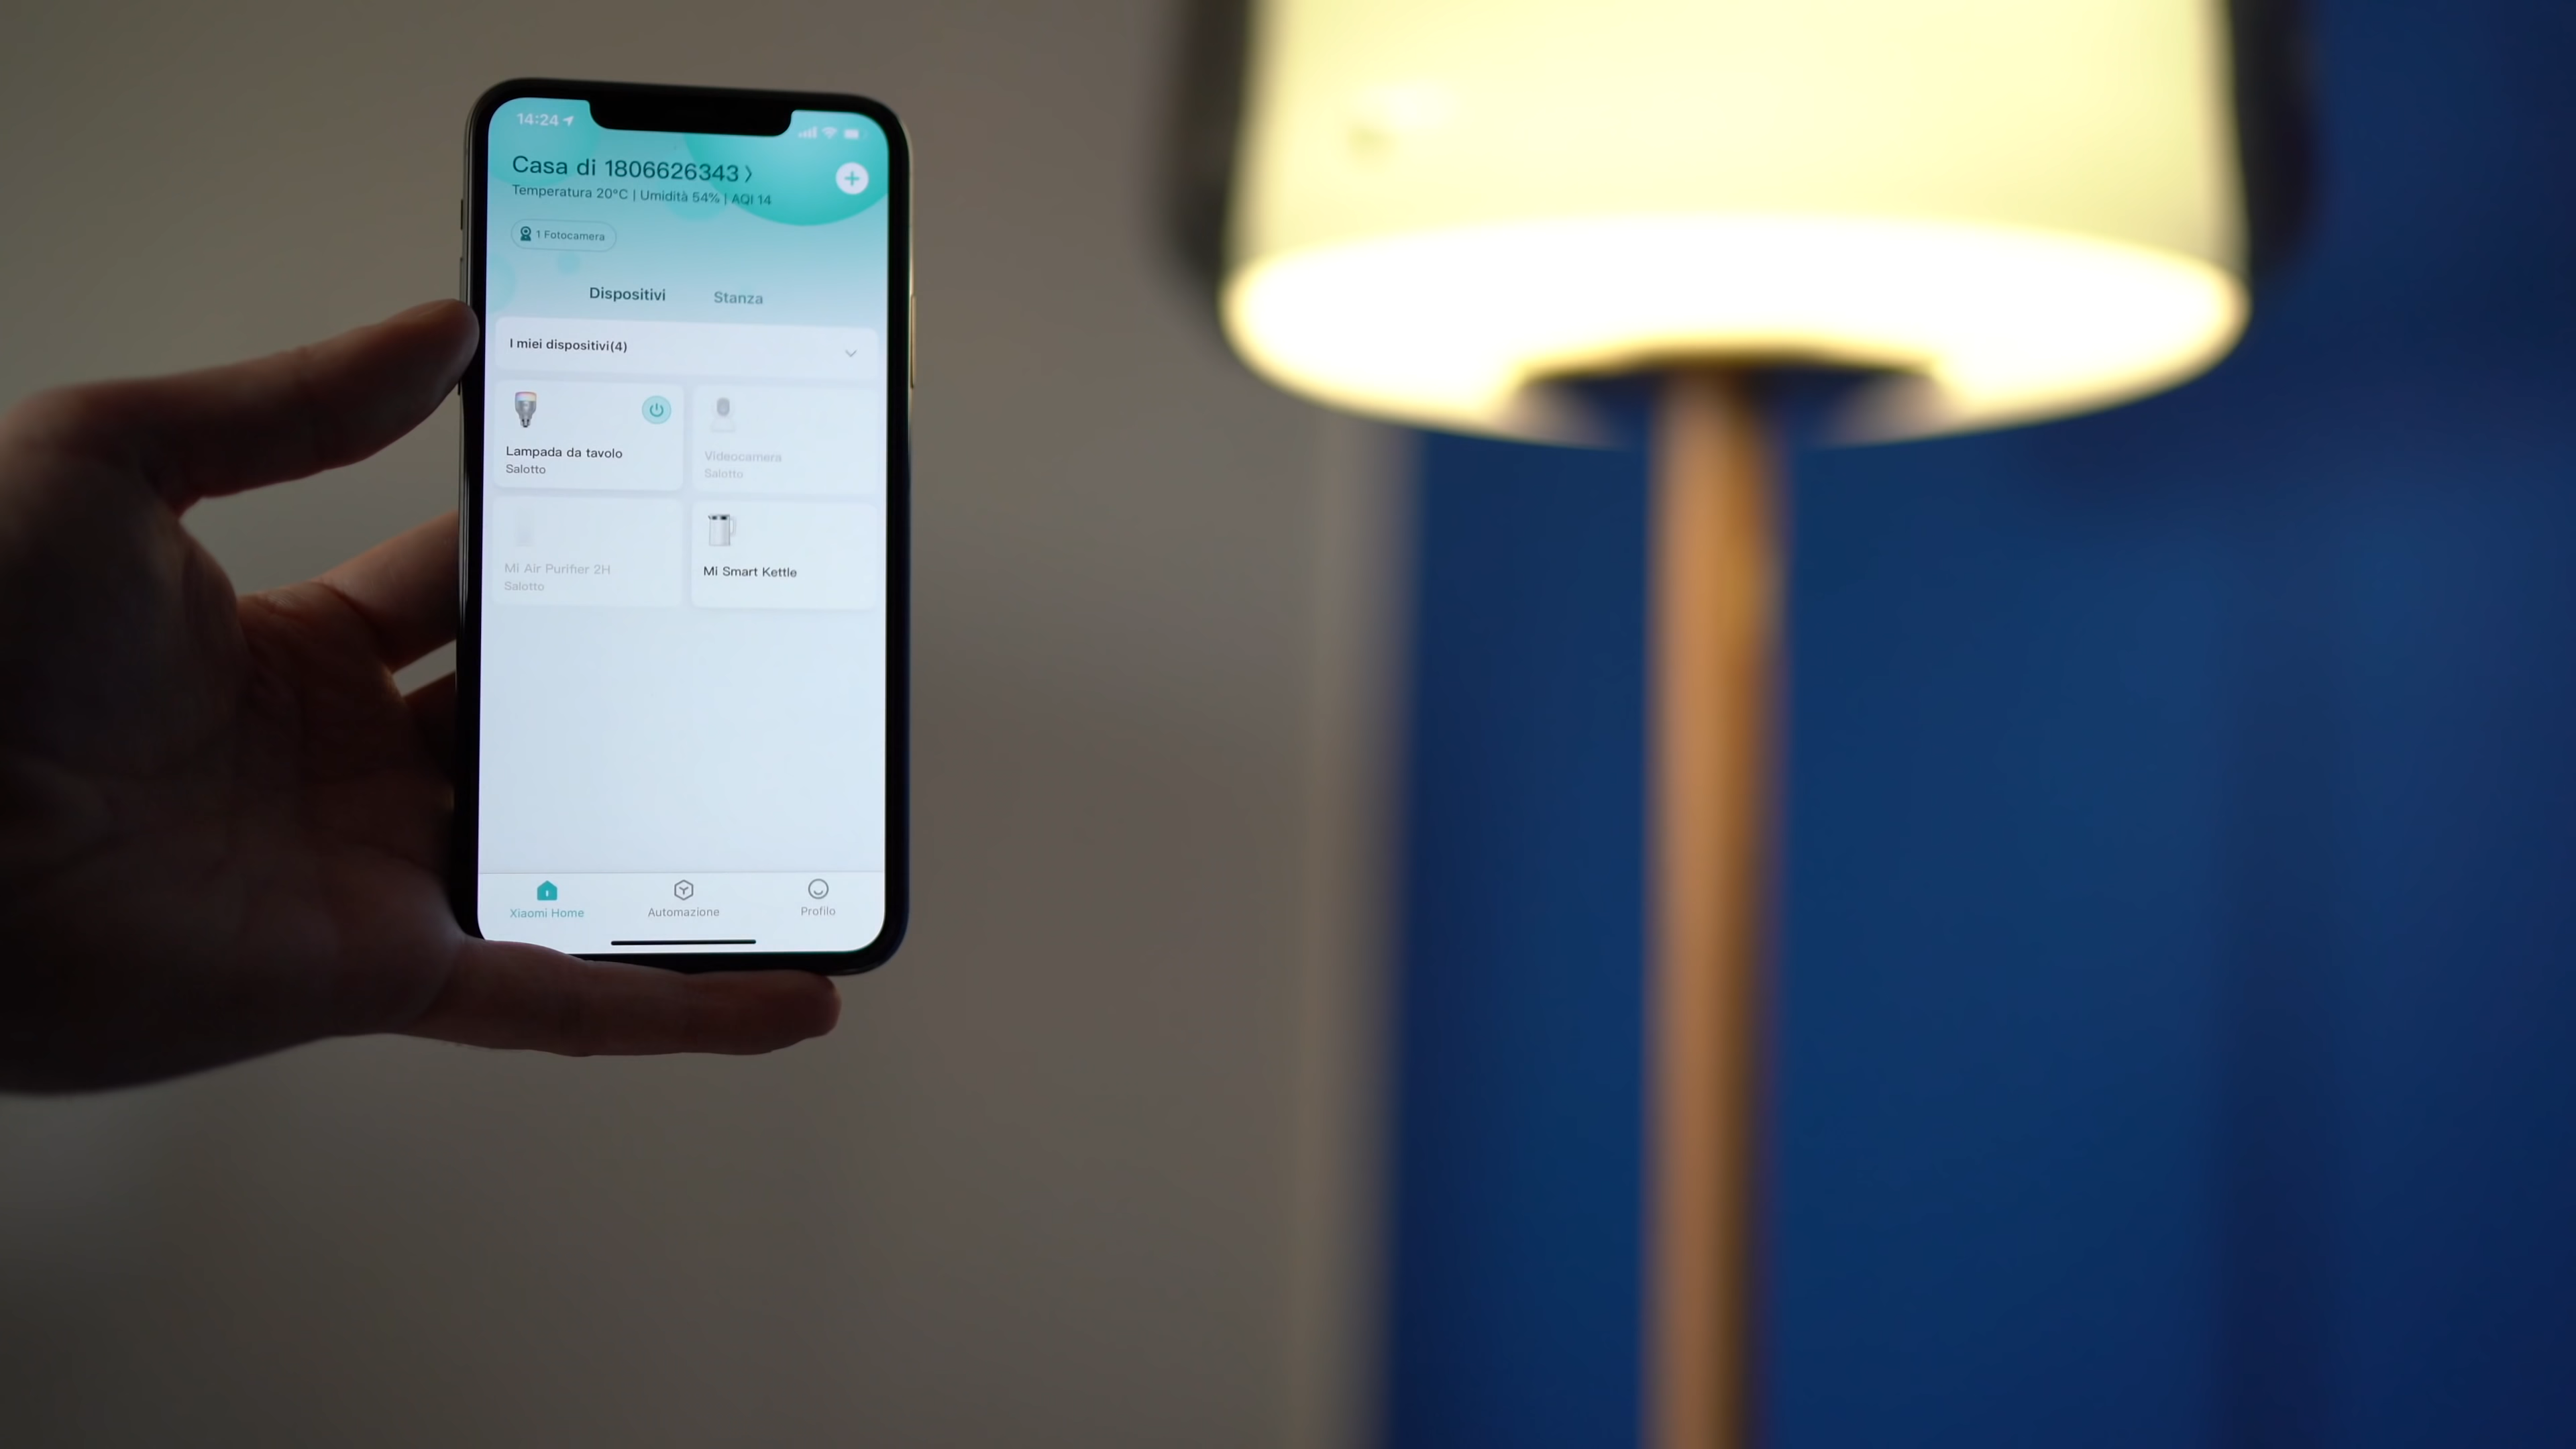 14:24
Casa di 1806626343 >
Temperatura 20°C | Umidità 54% | AQI 14
1 Fotocamera
Dispositivi Stanza
I miei dispositivi(4)
Lampada da tavolo
Salotto
Videocamera
Salotto
Mi Air Purifier 2H
Salotto
Mi Smart Kettle
Xiaomi Home Automazione Profilo